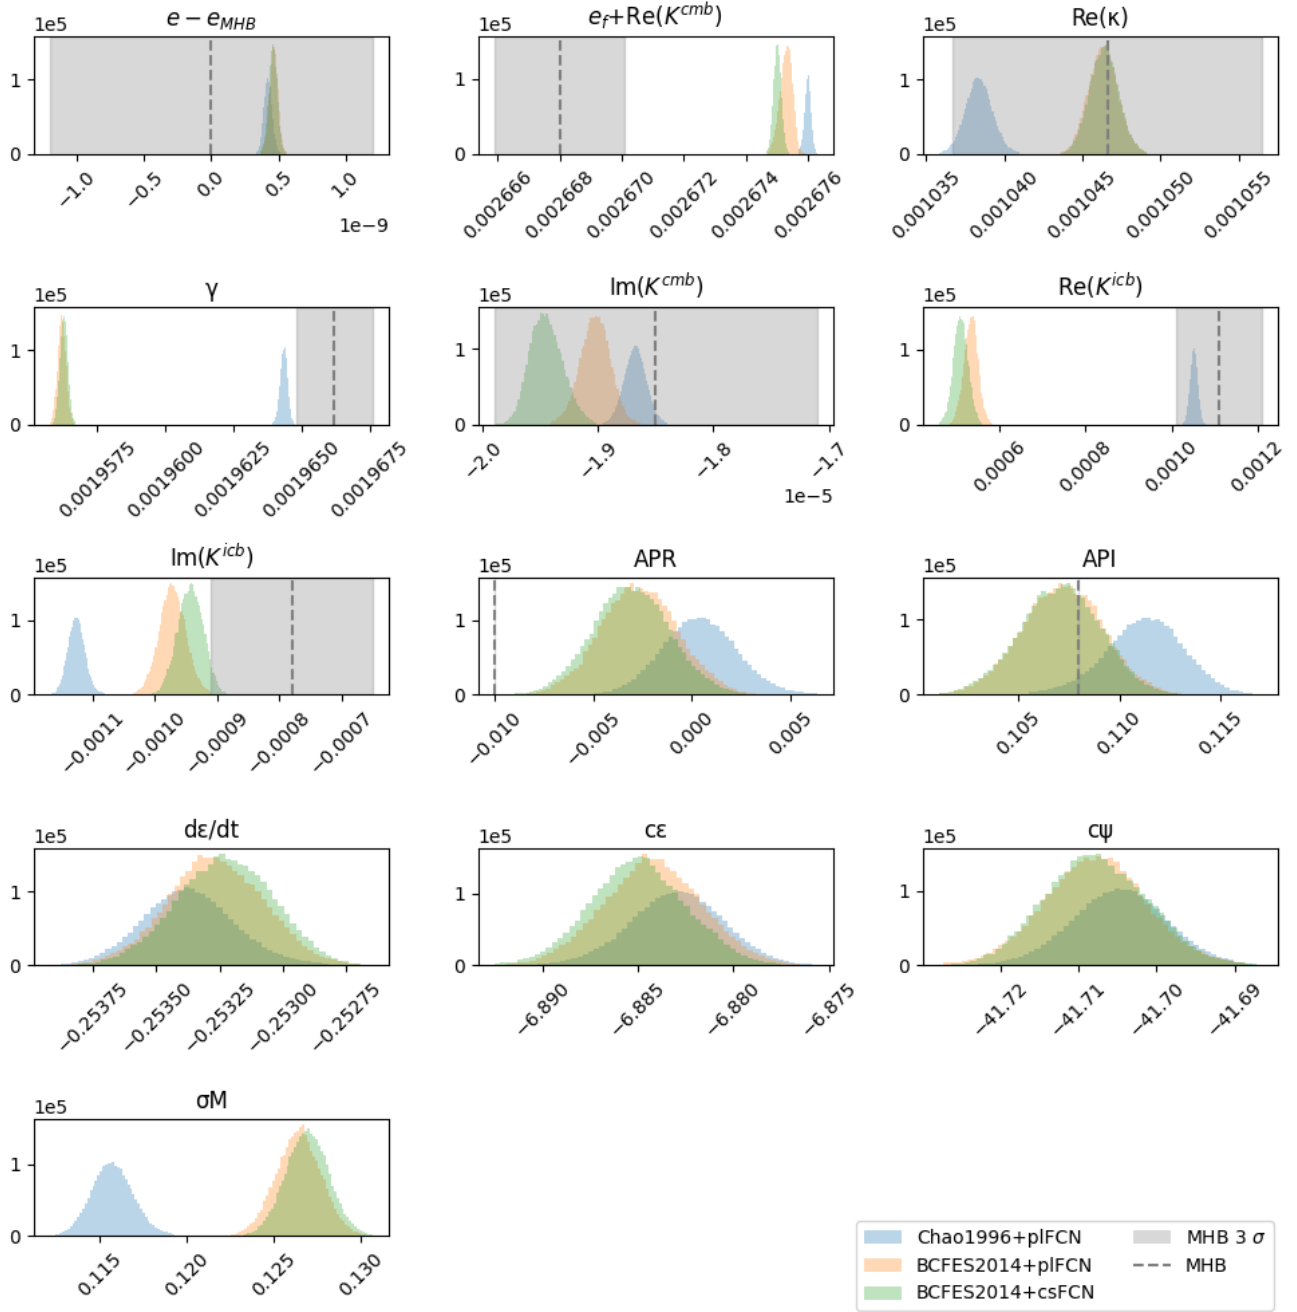 e − e_MHB
e_f+Re(K^cmb)
Re(κ)
1e5
1e5
1e5
1
0
1
0
1
0
−1.0 −0.5 0.0 0.5 1.0
1e−9
0.002666 0.002668 0.002670 0.002672 0.002674 0.002676
0.001035 0.001040 0.001045 0.001050 0.001055
γ
Im(K^cmb)
Re(K^icb)
1e5
1e5
1e5
1
0
1
0
1
0
0.0019575 0.0019600 0.0019625 0.0019650 0.0019675
−2.0 −1.9 −1.8 −1.7
1e−5
0.0006 0.0008 0.0010 0.0012
Im(K^icb)
APR
API
1e5
1e5
1e5
1
0
1
0
1
0
−0.0011 −0.0010 −0.0009 −0.0008 −0.0007
−0.010 −0.005 0.000 0.005
0.105 0.110 0.115
dε/dt
cε
cψ
1e5
1e5
1e5
1
0
1
0
1
0
−0.25375 −0.25350 −0.25325 −0.25300 −0.25275
−6.890 −6.885 −6.880 −6.875
−41.72 −41.71 −41.70 −41.69
σM
1e5
1
0
0.115 0.120 0.125 0.130
Chao1996+plFCN
BCFES2014+plFCN
BCFES2014+csFCN
MHB 3 σ
MHB